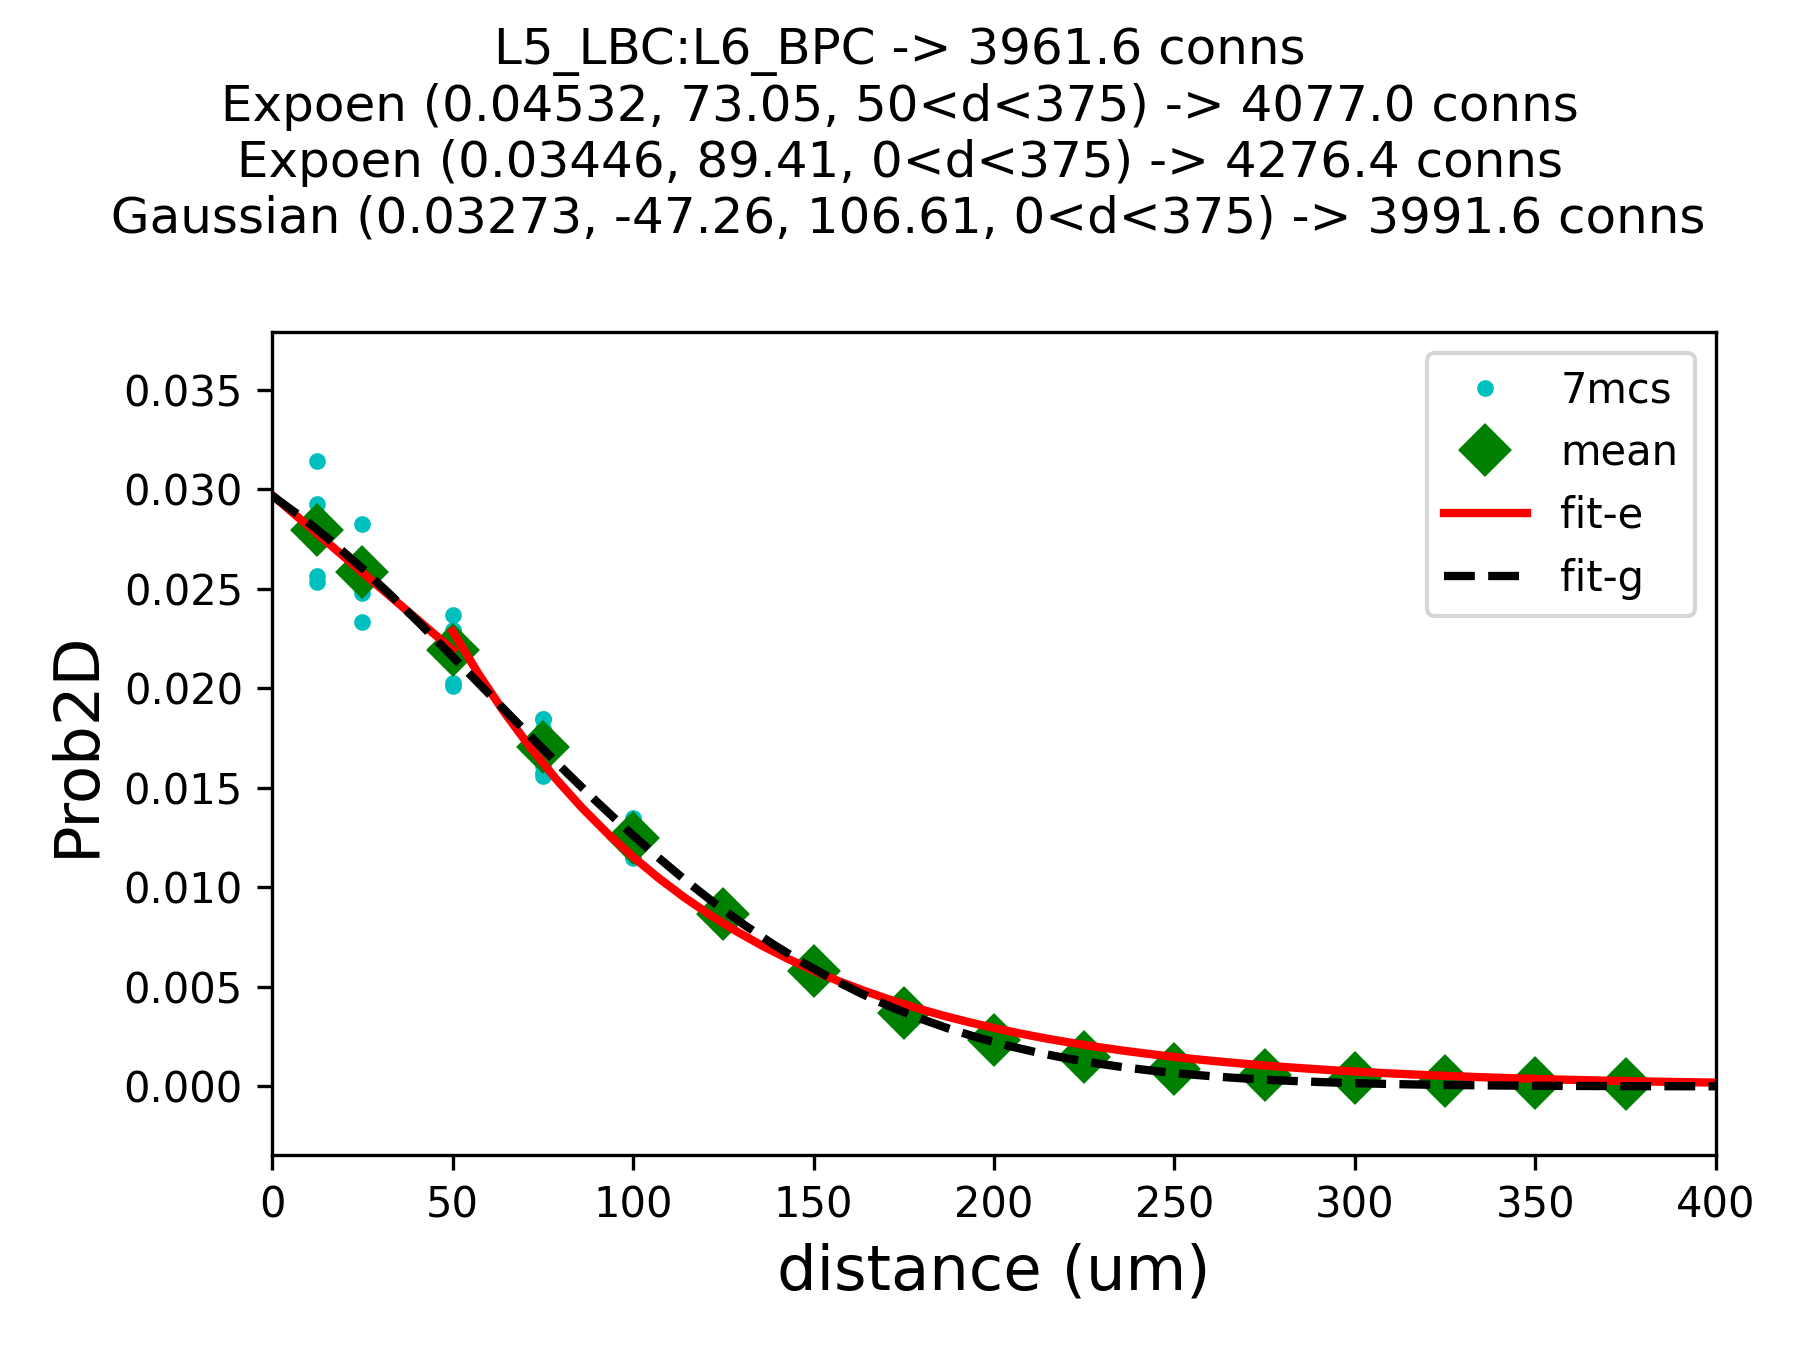 L5_LBC:L6_BPC -> 3961.6 conns
Expoen (0.04532, 73.05, 50<d<375) -> 4077.0 conns
Expoen (0.03446, 89.41, 0<d<375) -> 4276.4 conns
Gaussian (0.03273, -47.26, 106.61, 0<d<375) -> 3991.6 conns
7mcs
mean
fit-e
fit-g
Prob2D
0.035
0.030
0.025
0.020
0.015
0.010
0.005
0.000
0 50 100 150 200 250 300 350 400
distance (um)